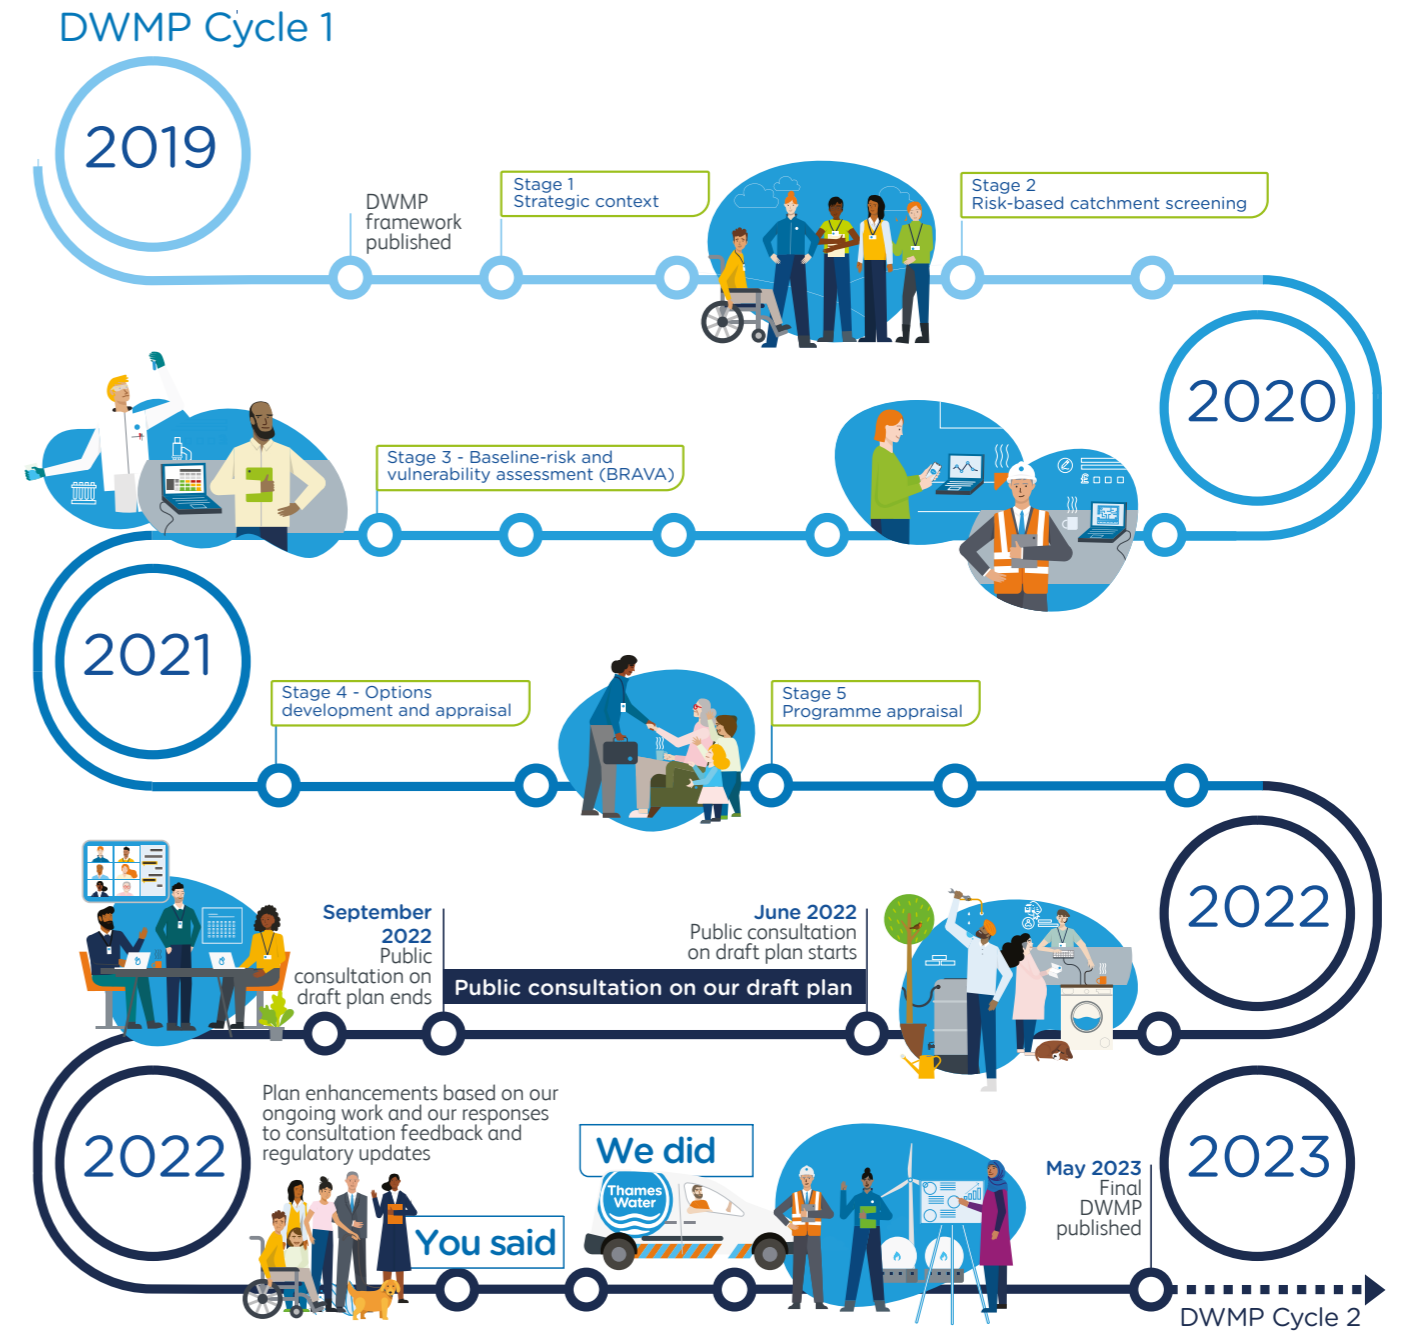 DWMP Cycle 1
2019
DWMP
framework
published
Stage 1
Strategic context
Stage 2
Risk-based catchment screening
2020
Stage 3 - Baseline-risk and
vulnerability assessment (BRAVA)
2021
Stage 4 - Options
development and appraisal
Stage 5
Programme appraisal
2022
June 2022
Public consultation
on draft plan starts
Public consultation on our draft plan
September
2022
Public
consultation on
draft plan ends
2022
Plan enhancements based on our
ongoing work and our responses
to consultation feedback and
regulatory updates
You said
We did
Thames
Water
May 2023
Final
DWMP
published
2023
DWMP Cycle 2